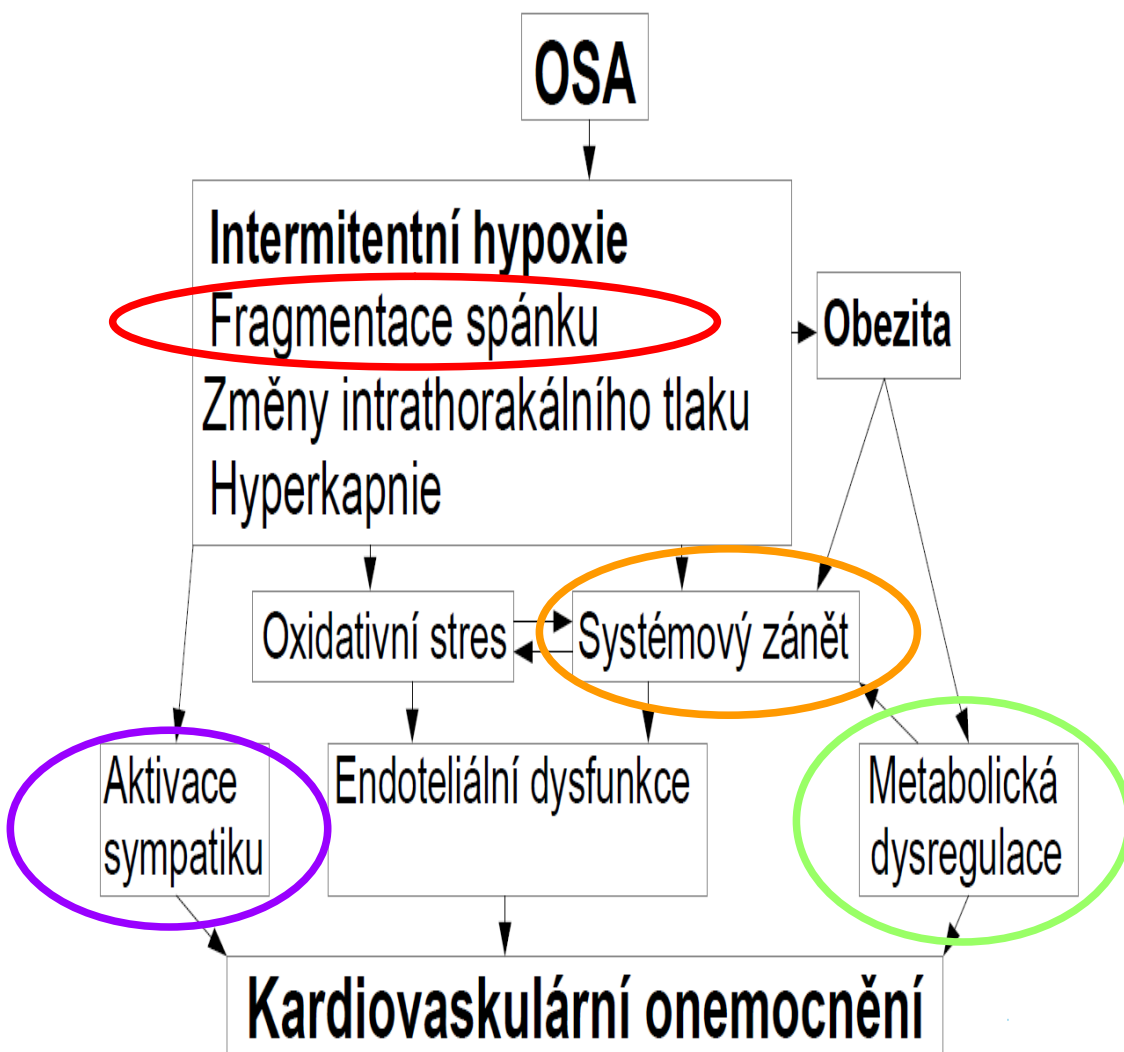 OSA
Intermitentní hypoxie
Fragmentace spánku
Změny intrathorakálního tlaku
Hyperkapnie
Obezita
Oxidativní stres
Systémový zánět
Aktivace
sympatiku
Endoteliální dysfunkce
Metabolická
dysregulace
Kardiovaskulární onemocnění